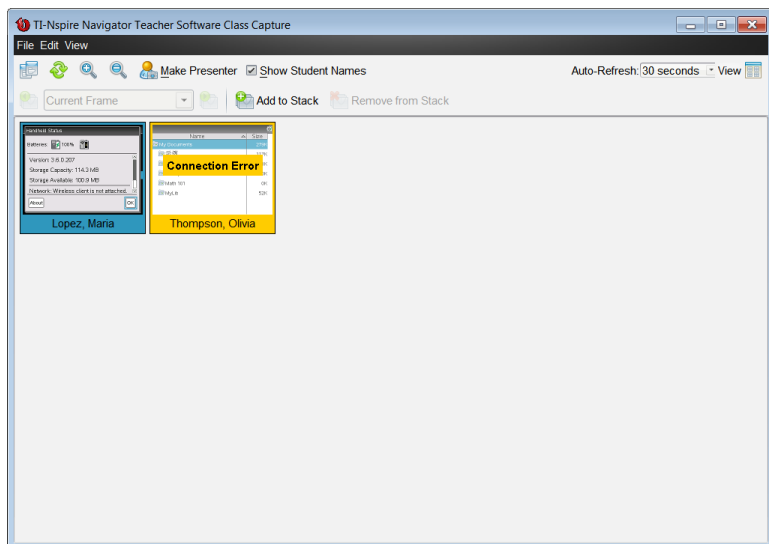 TI-Nspire Navigator Teacher Software Class Capture
File Edit View
Make Presenter Show Student Names Auto-Refresh: 30 seconds View
Current Frame Add to Stack Remove from Stack
Handheld Status
Batteries: 100%
Version: 3.6.0.207
Storage Capacity: 114.3 MB
Storage Available: 100.9 MB
Network: Wireless client is not attached.
About OK
Lopez, Maria
Name Size
My Documents
Connection Error
Math 101 0K
MyLib 52K
Thompson, Olivia